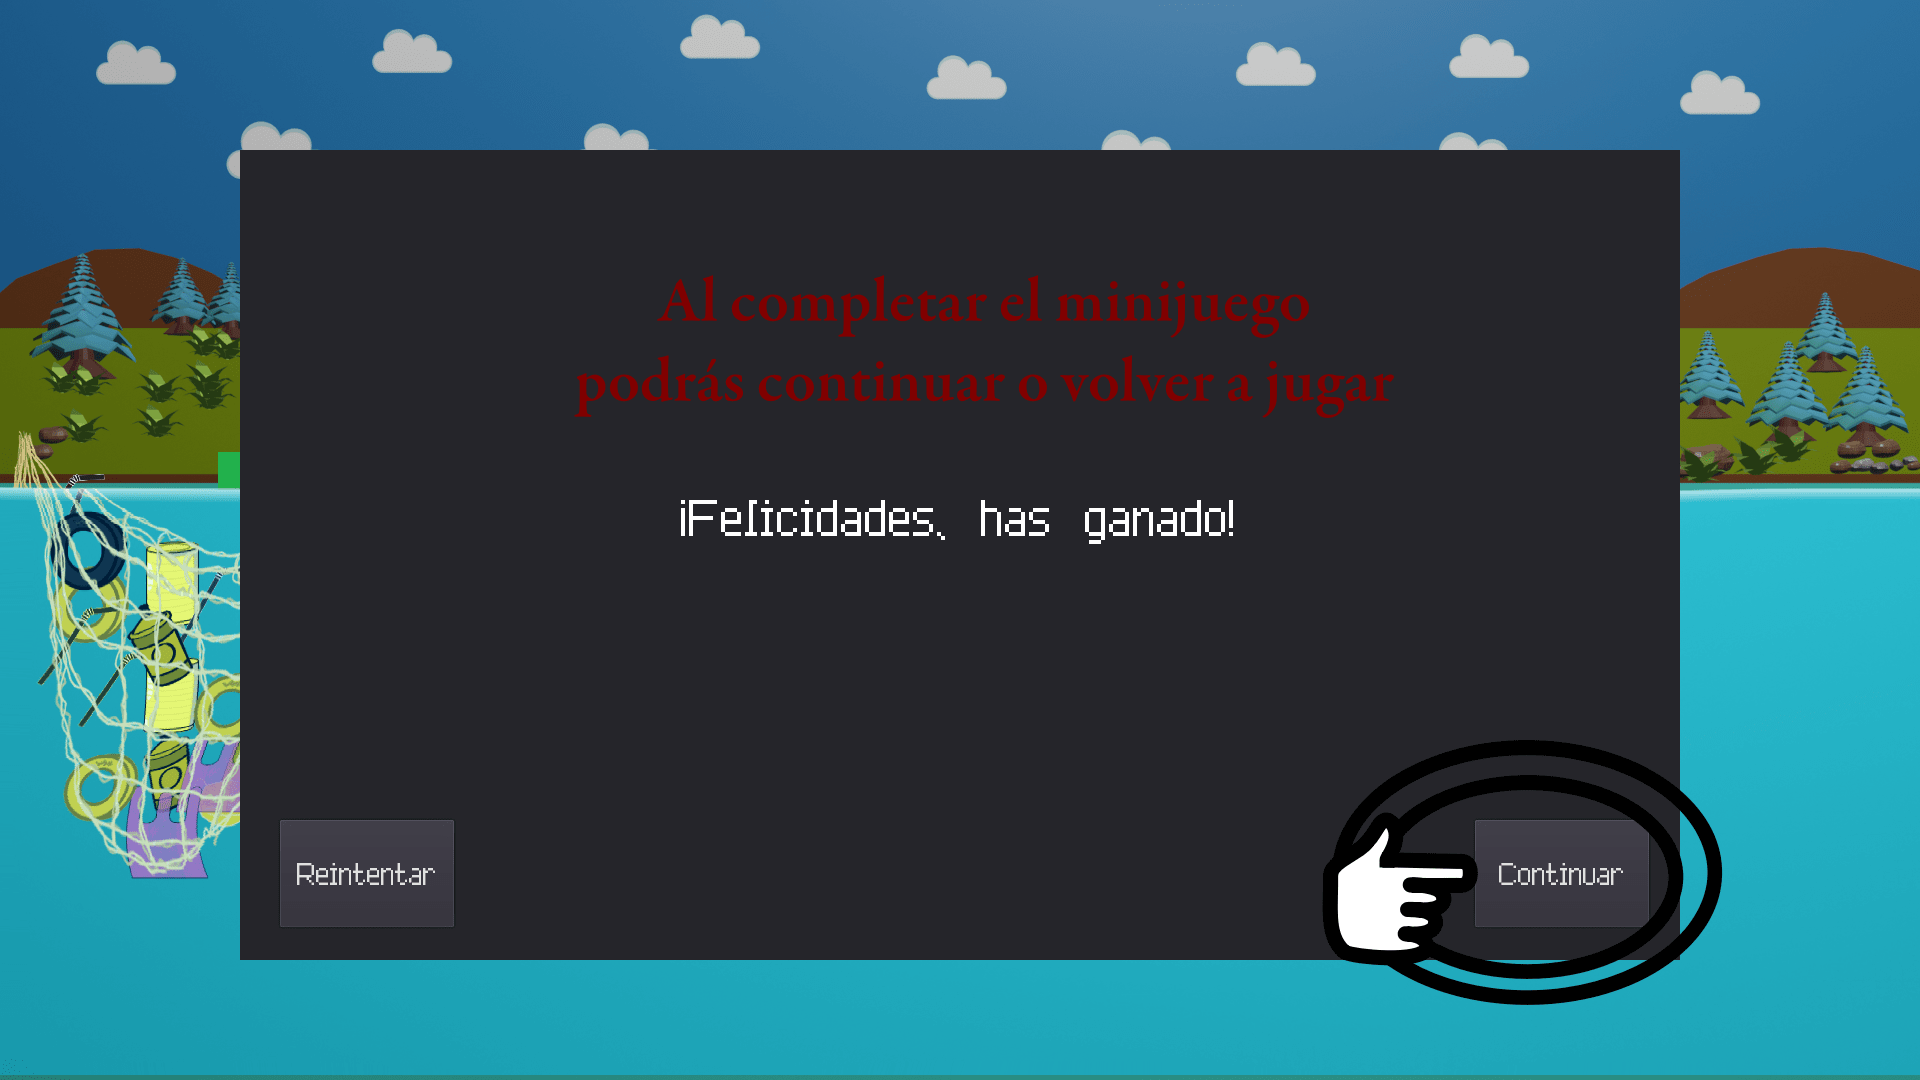 Al completar el minijuego
podrás continuar o volver a jugar
¡Felicidades, has ganado!
Reintentar
Continuar